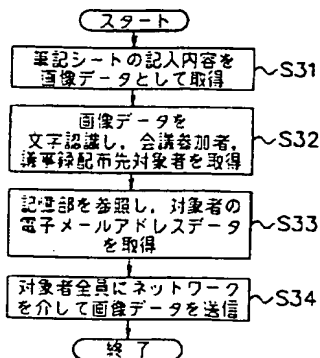 スタート
筆記シートの記入内容を
画像データとして取得
S31
画像データを
文字認識し,会議参加者,
議事録配布先対象者を取得
S32
記憶部を参照し,対象者の
電子メールアドレスデータ
を取得
S33
対象者全員にネットワーク
を介して画像データを送信
S34
終了